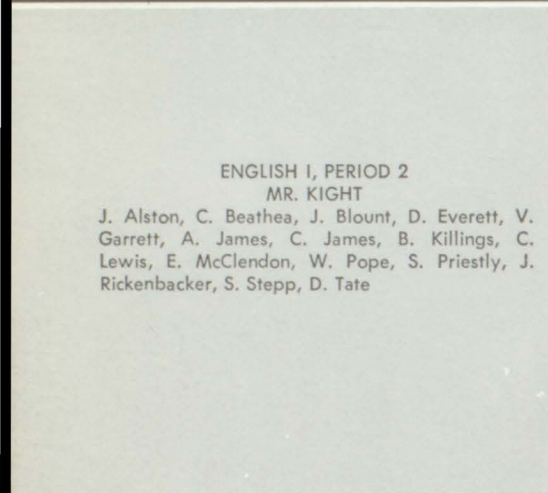 ENGLISH I, PERIOD 2
MR. KIGHT
J. Alston, C. Beathea, J. Blount, D. Everett, V.
Garrett, A. James, C. James, B. Killings, C.
Lewis, E. McClendon, W. Pope, S. Priestly, J.
Rickenbacker, S. Stepp, D. Tate